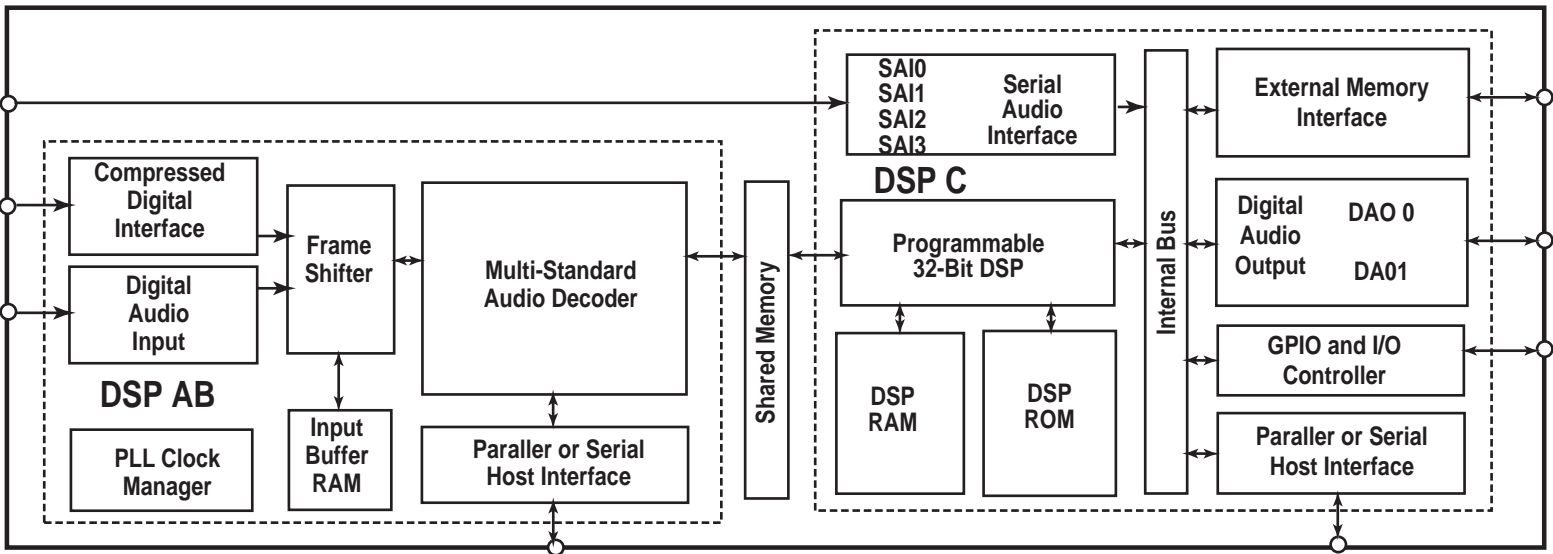 Compressed
Digital
Interface
Digital
Audio
Input
DSP AB
PLL Clock
Manager
Frame
Shifter
Input
Buffer
RAM
Multi-Standard
Audio Decoder
Paraller or Serial
Host Interface
Shared Memory
SAI0
SAI1
SAI2
SAI3
Serial
Audio
Interface
DSP C
Programmable
32-Bit DSP
DSP
RAM
DSP
ROM
Internal Bus
External Memory
Interface
Digital
Audio
Output
DAO 0
DA01
GPIO and I/O
Controller
Paraller or Serial
Host Interface